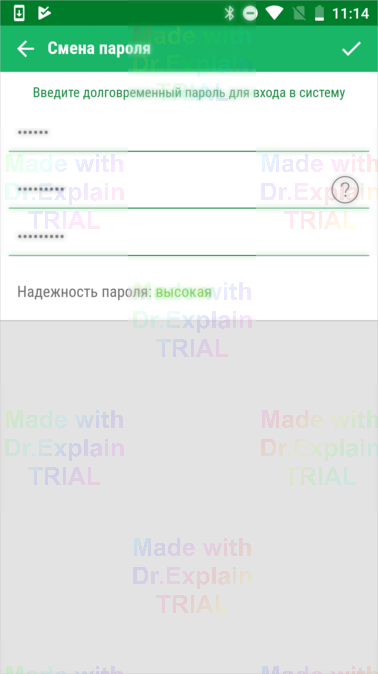 11:14
Смена пароля
Введите долговременный пароль для входа в систему
••••••
••••••••••
?
••••••••••
Надежность пароля: высокая
Made with
Dr.Explain
TRIAL
Made with
Dr.Explain
TRIAL
Made with
Dr.Explain
TRIAL
Made with
Dr.Explain
TRIAL
Made with
Dr.Explain
TRIAL
Made with
Dr.Explain
TRIAL
Made with
Dr.Explain
Made with
Made with